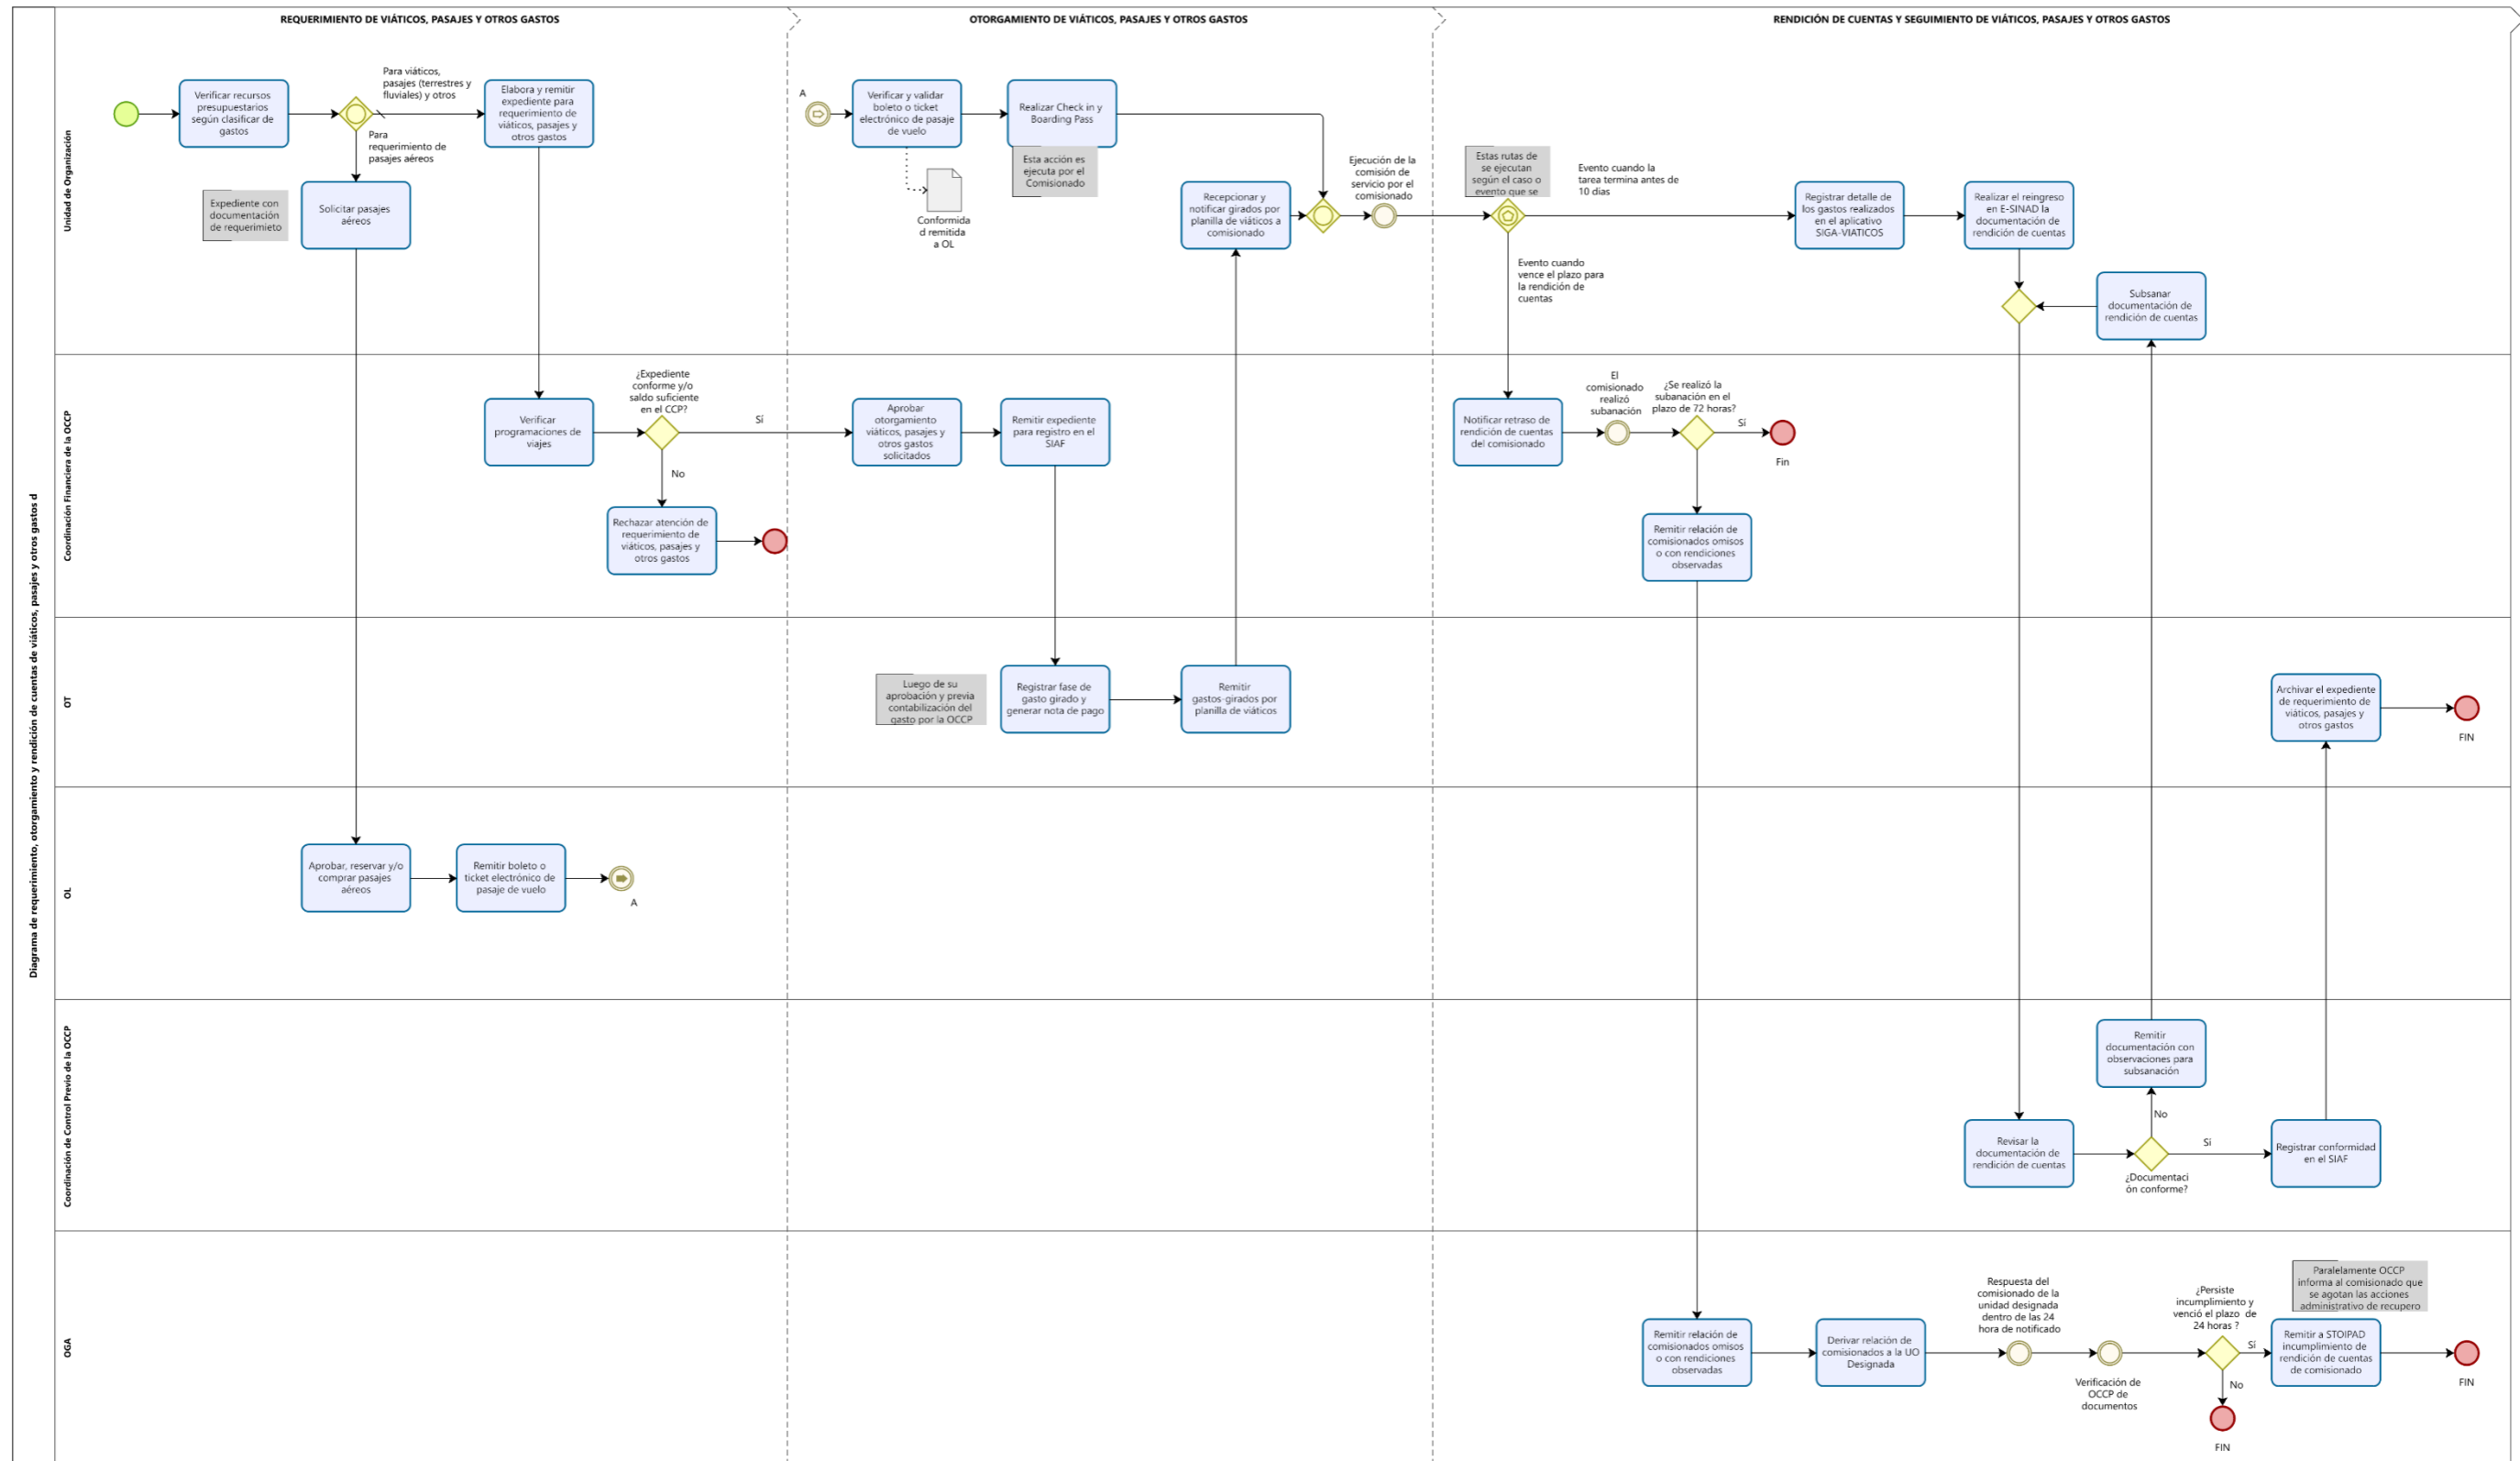 REQUERIMIENTO DE VIÁTICOS, PASAJES Y OTROS GASTOS
OTORGAMIENTO DE VIÁTICOS, PASAJES Y OTROS GASTOS
RENDICIÓN DE CUENTAS Y SEGUIMIENTO DE VIÁTICOS, PASAJES Y OTROS GASTOS
Diagrama de requerimiento, otorgamiento y rendición de cuentas de viáticos, pasajes y otros gastos d
Unidad de Organización
Verificar recursos
presupuestarios
según clasificar de
gastos
Para viáticos,
pasajes (terrestres y
fluviales) y otros
Para
requerimiento de
pasajes aéreos
Elabora y remitir
expediente para
requerimiento de
viáticos, pasajes y
otros gastos
Expediente con
documentación
de requerimieto
Solicitar pasajes
aéreos
A
Verificar y validar
boleto o ticket
electrónico de pasaje
de vuelo
Realizar Check in y
Boarding Pass
Esta acción es
ejecuta por el
Comisionado
Conformida
d remitida
a OL
Recepcionar y
notificar girados por
planilla de viáticos a
comisionado
Ejecución de la
comisión de
servicio por el
comisionado
Estas rutas de
se ejecutan
según el caso o
evento que se
Evento cuando la
tarea termina antes de
10 dias
Evento cuando
vence el plazo para
la rendición de
cuentas
Registrar detalle de
los gastos realizados
en el aplicativo
SIGA-VIATICOS
Realizar el reingreso
en E-SINAD la
documentación de
rendición de cuentas
Subsanar
documentación de
rendición de cuentas
Coordinación Financiera de la OCCP
Verificar
programaciones de
viajes
¿Expediente
conforme y/o
saldo suficiente
en el CCP?
Sí
No
Rechazar atención de
requerimiento de
viáticos, pasajes y
otros gastos
Aprobar
otorgamiento
viáticos, pasajes y
otros gastos
solicitados
Remitir expediente
para registro en el
SIAF
Notificar retraso de
rendición de cuentas
del comisionado
El
comisionado
realizó
subanación
¿Se realizó la
subanación en el
plazo de 72 horas?
Sí
Fin
Remitir relación de
comisionados omisos
o con rendiciones
observadas
OT
Luego de su
aprobación y previa
contabilización del
gasto por la OCCP
Registrar fase de
gasto girado y
generar nota de pago
Remitir
gastos-girados por
planilla de viáticos
Archivar el expediente
de requerimiento de
viáticos, pasajes y
otros gastos
FIN
OL
Aprobar, reservar y/o
comprar pasajes
aéreos
Remitir boleto o
ticket electrónico de
pasaje de vuelo
A
Coordinación de Control Previo de la OCCP
Remitir
documentación con
observaciones para
subsanación
No
Revisar la
documentación de
rendición de cuentas
¿Documentaci
ón conforme?
Si
Registrar conformidad
en el SIAF
OGA
Remitir relación de
comisionados omisos
o con rendiciones
observadas
Derivar relación de
comisionados a la UO
Designada
Respuesta del
comisionado de la
unidad designada
dentro de las 24
hora de notificado
Verificación de
OCCP de
documentos
¿Persiste
incumplimiento y
venció el plazo de
24 horas ?
Sí
No
FIN
Paralelamente OCCP
informa al comisionado que
se agotan las acciones
administrativo de recupero
Remitir a STOIPAD
incumplimiento de
rendición de cuentas
de comisionado
FIN